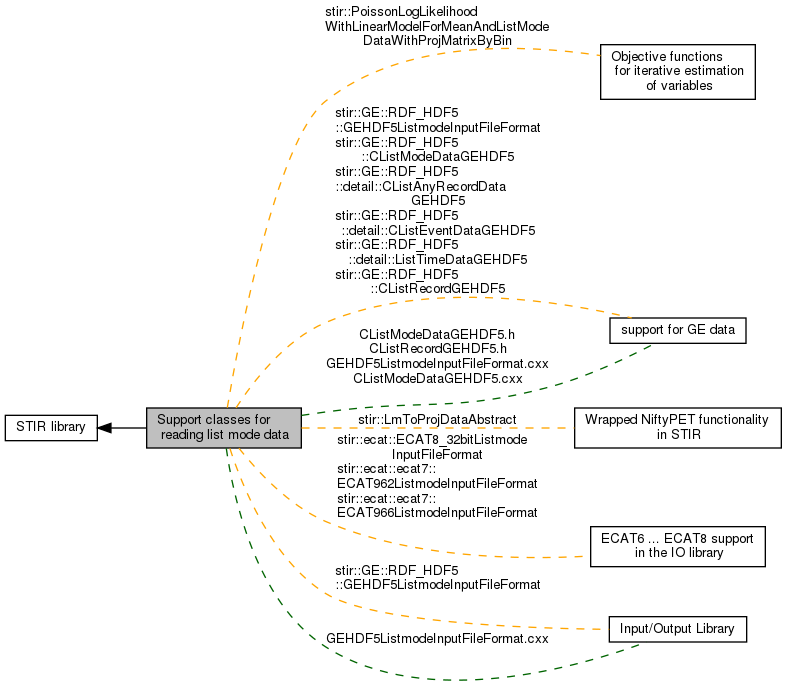 stir::PoissonLogLikelihood
WithLinearModelForMeanAndListMode
DataWithProjMatrixByBin
Objective functions
for iterative estimation
of variables
stir::GE::RDF_HDF5
::GEHDF5ListmodeInputFileFormat
stir::GE::RDF_HDF5
::CListModeDataGEHDF5
stir::GE::RDF_HDF5
::detail::CListAnyRecordData
GEHDF5
stir::GE::RDF_HDF5
::detail::CListEventDataGEHDF5
stir::GE::RDF_HDF5
::detail::ListTimeDataGEHDF5
stir::GE::RDF_HDF5
::CListRecordGEHDF5
support for GE data
CListModeDataGEHDF5.h
CListRecordGEHDF5.h
GEHDF5ListmodeInputFileFormat.cxx
CListModeDataGEHDF5.cxx
STIR library
Support classes for
reading list mode data
stir::LmToProjDataAbstract
Wrapped NiftyPET functionality
in STIR
stir::ecat::ECAT8_32bitListmode
InputFileFormat
stir::ecat::ecat7::
ECAT962ListmodeInputFileFormat
stir::ecat::ecat7::
ECAT966ListmodeInputFileFormat
ECAT6 ... ECAT8 support
in the IO library
stir::GE::RDF_HDF5
::GEHDF5ListmodeInputFileFormat
Input/Output Library
GEHDF5ListmodeInputFileFormat.cxx